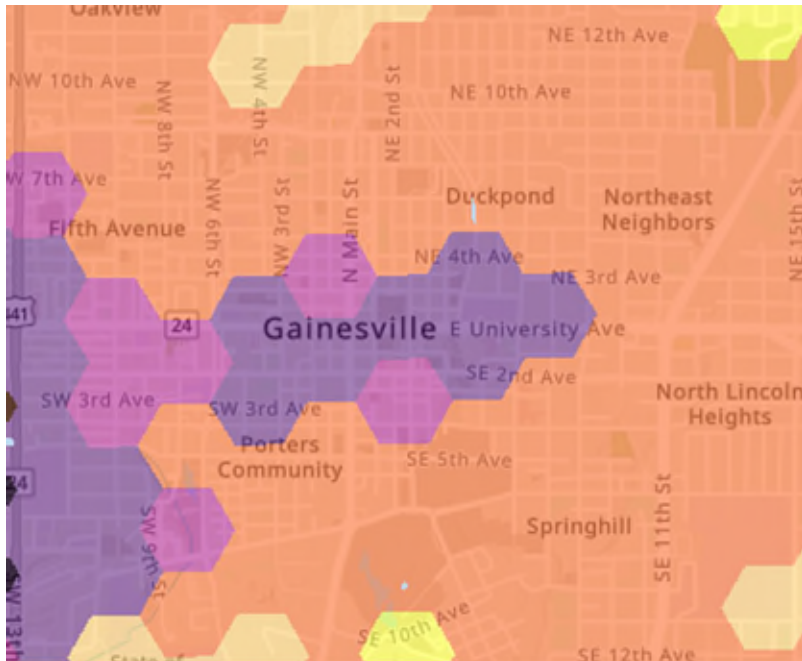 Oakview
NE 12th Ave
NW 10th Ave
NW 4th St
NE 2nd St
NE 10th Ave
NW 8th St
W 7th Ave
NW 6th St
NW 3rd St
N Main St
Duckpond
Northeast
Neighbors
NE 15th St
Fifth Avenue
NE 4th Ave
NE 3rd Ave
441
24
Gainesville
E University Ave
SE 2nd Ave
SW 3rd Ave
SW 3rd Ave
North Lincoln
Heights
Porters
Community
SE 5th Ave
24
SW 9th St
Springhill
SE 11th St
SW 13th
SE 10th Ave
State of
SE 12th Ave